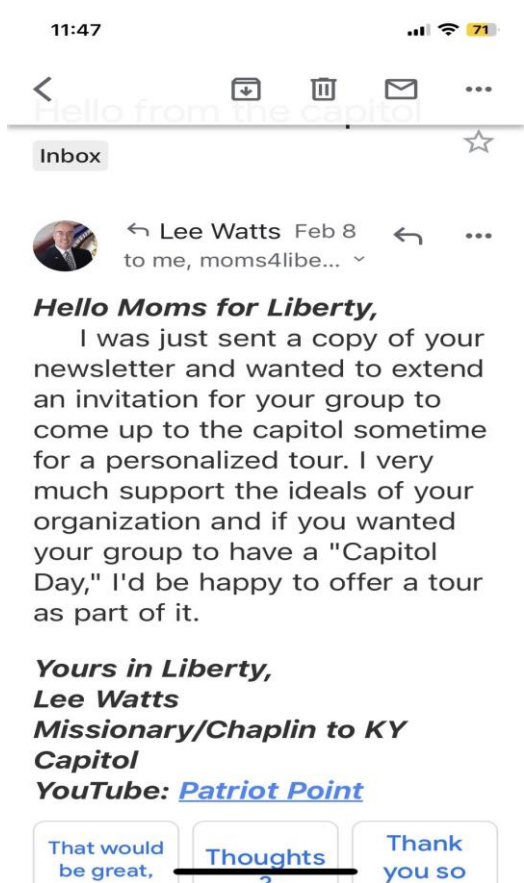 11:47
71
Hello from the capitol
Inbox
Lee Watts Feb 8
to me, moms4libe...
Hello Moms for Liberty,
I was just sent a copy of your
newsletter and wanted to extend
an invitation for your group to
come up to the capitol sometime
for a personalized tour. I very
much support the ideals of your
organization and if you wanted
your group to have a "Capitol
Day," I'd be happy to offer a tour
as part of it.
Yours in Liberty,
Lee Watts
Missionary/Chaplin to KY
Capitol
YouTube: Patriot Point
That would
be great,
Thoughts
?
Thank
you so